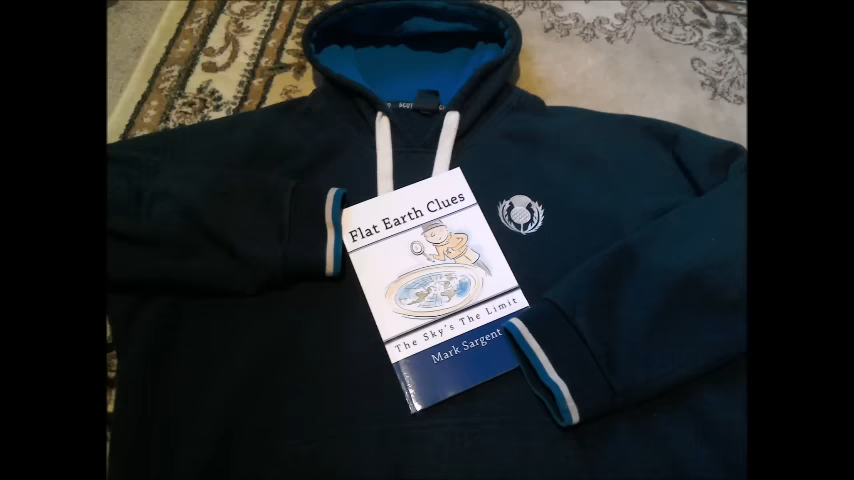 Flat Earth Clues
The Sky's The Limit
Mark Sargent